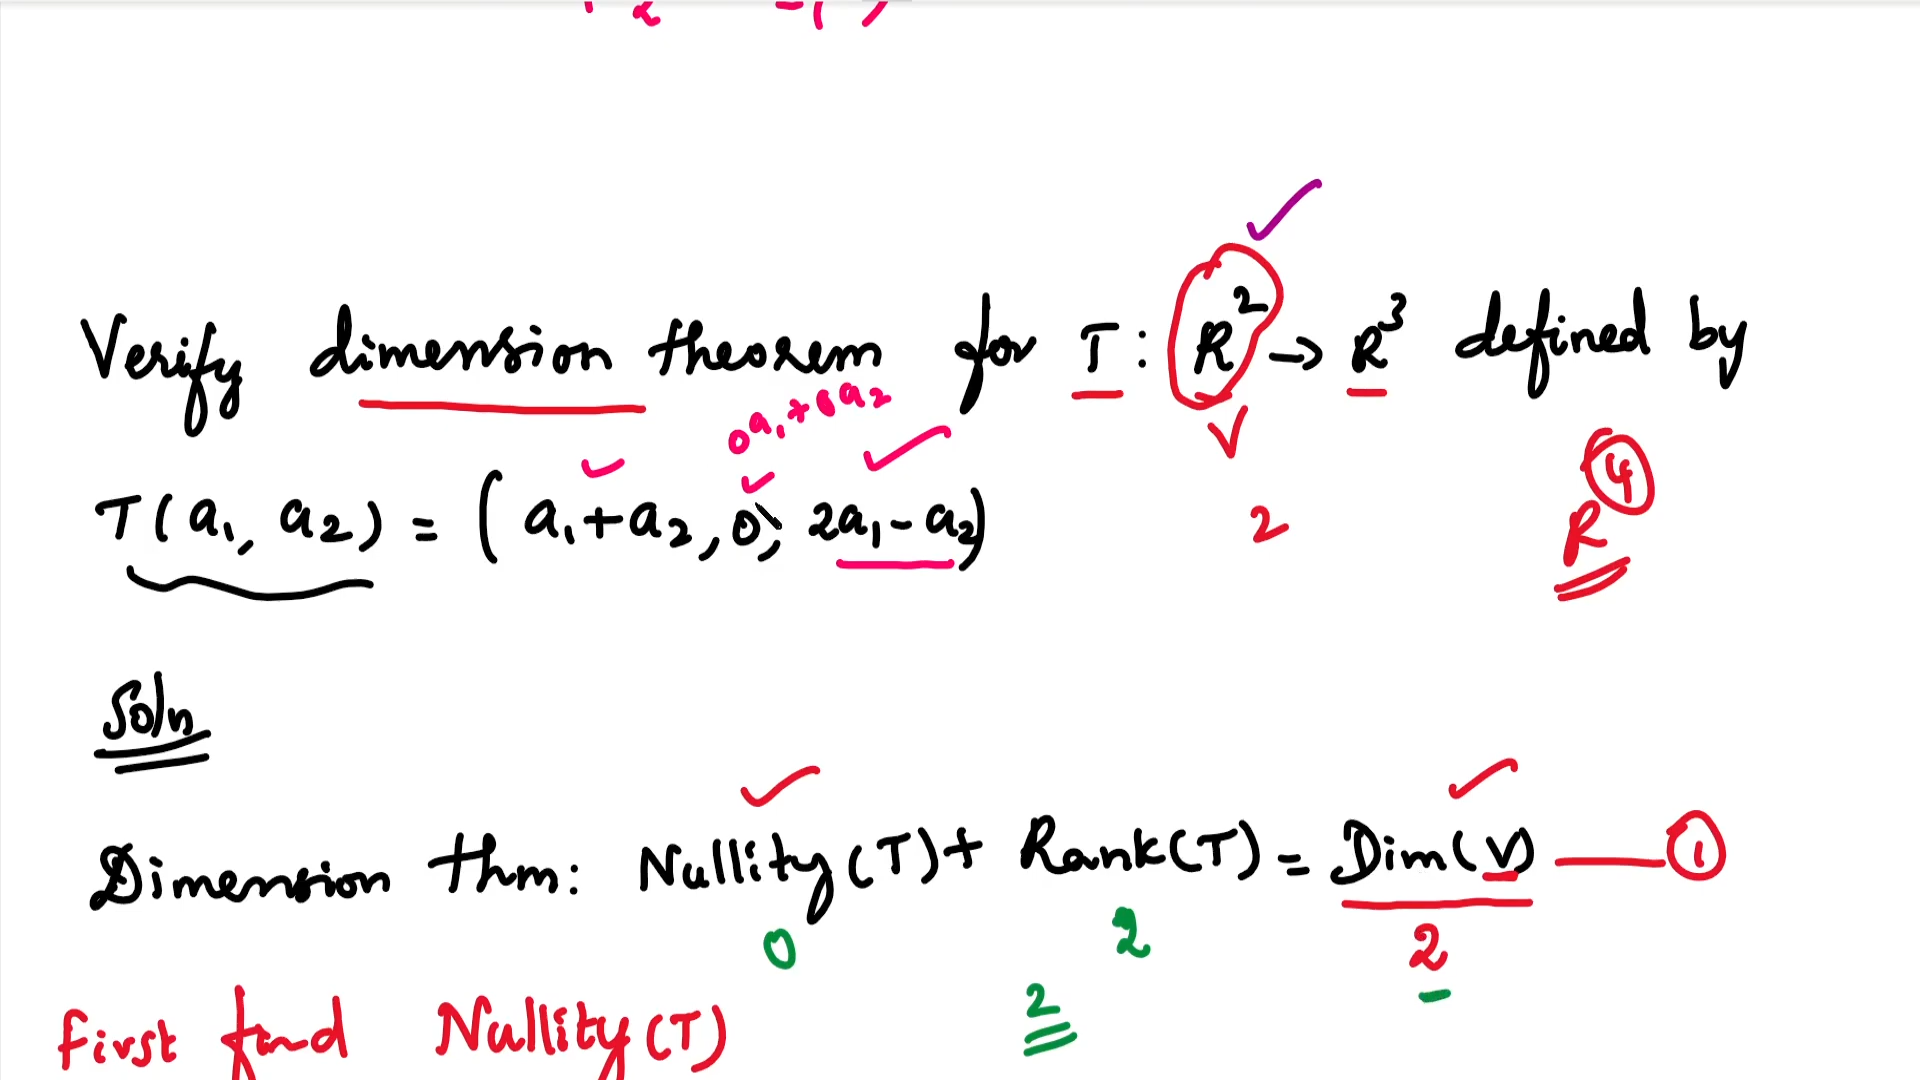 Verify dimension theorem for T: R² → R³ defined by
0a₁+0a₂
T(a₁, a₂) = (a₁+a₂, 0, 2a₁-a₂)
2
R⁴
Soln
Dimension thm: Nullity(T)+ Rank(T) = Dim(V) — ①
0 2 2
2
First find Nullity(T)